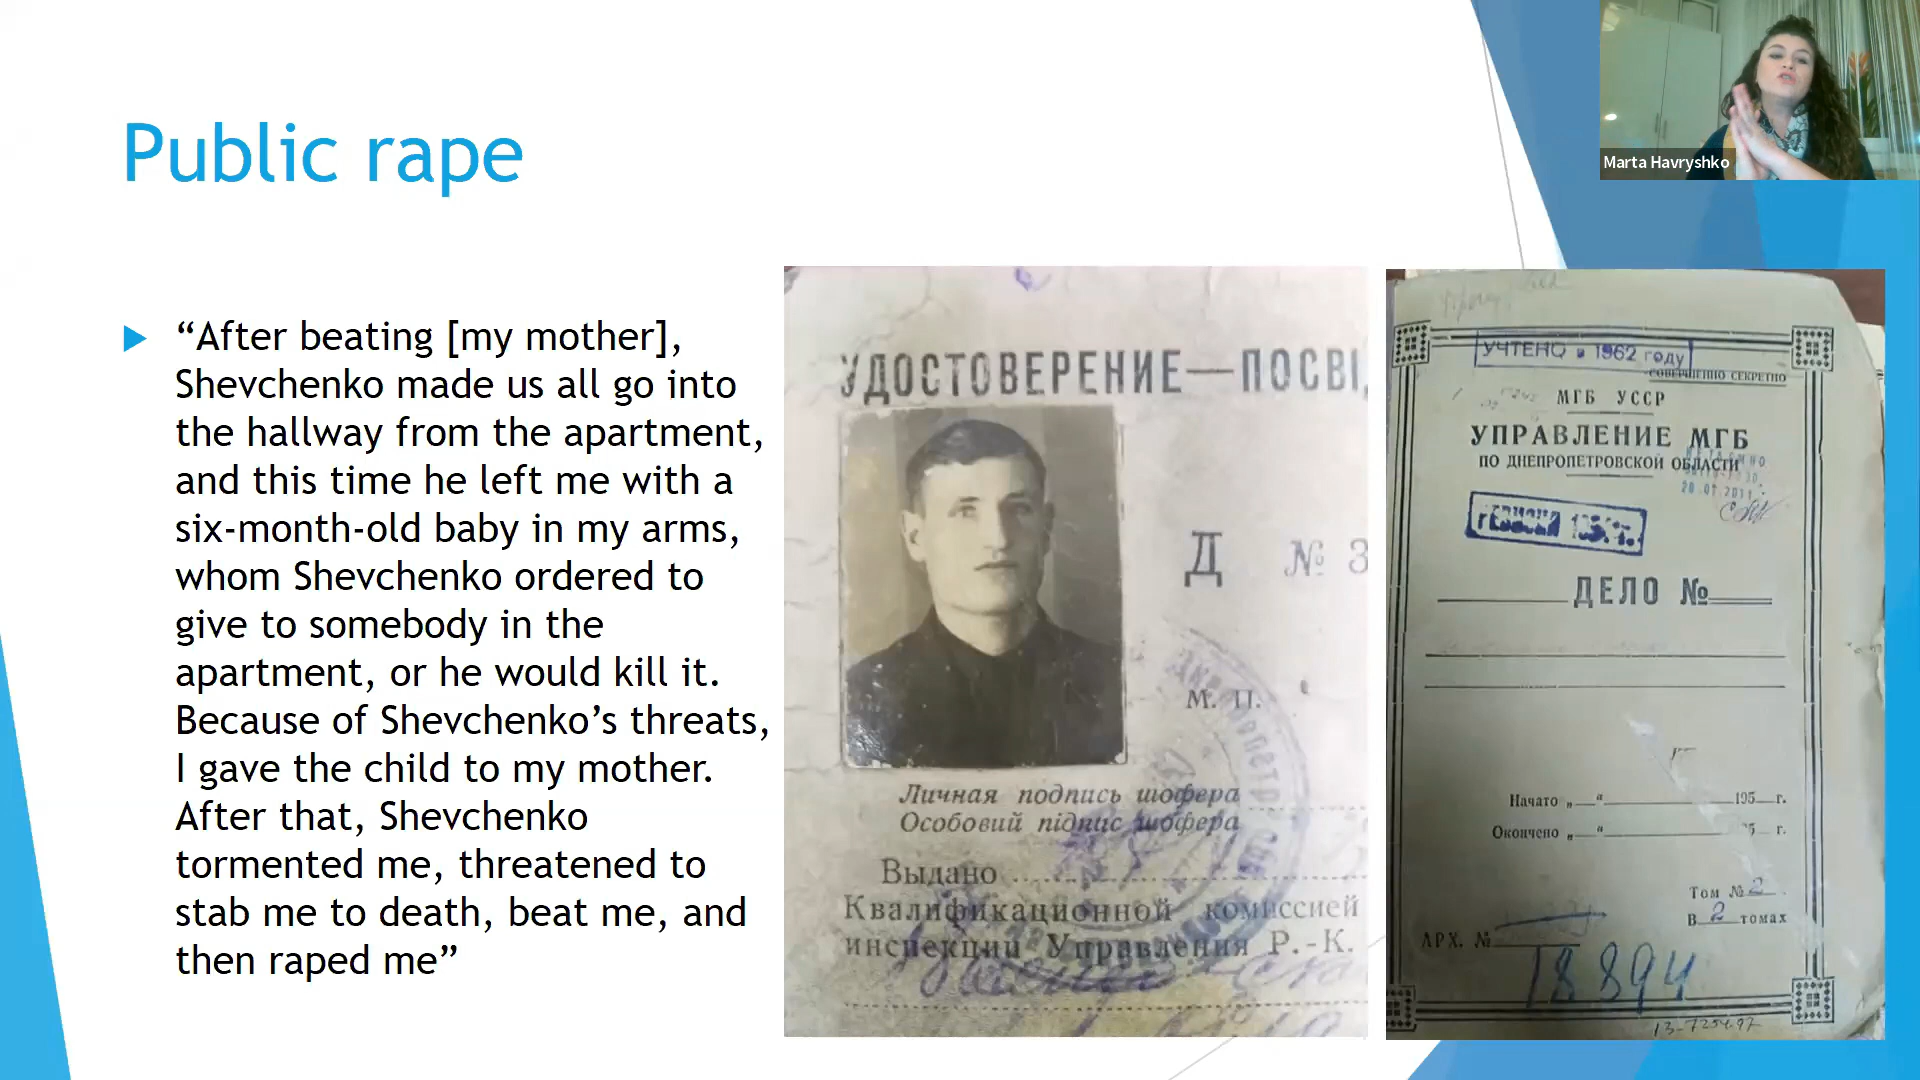 Marta Havryshko
Public rape
“After beating [my mother],
Shevchenko made us all go into
the hallway from the apartment,
and this time he left me with a
six-month-old baby in my arms,
whom Shevchenko ordered to
give to somebody in the
apartment, or he would kill it.
Because of Shevchenko’s threats,
I gave the child to my mother.
After that, Shevchenko
tormented me, threatened to
stab me to death, beat me, and
then raped me”
УДОСТОВЕРЕНИЕ—ПОСВІ
Д № 3
М. П.
Личная подпись шофера
Особовий підпис шофера
Выдано
Квалификационной комиссией
инспекции Управления Р.-К.
УЧТЕНО в 1962 году
СОВЕРШЕННО СЕКРЕТНО
МГБ УССР
УПРАВЛЕНИЕ МГБ
ПО ДНЕПРОПЕТРОВСКОЙ ОБЛАСТИ
ДЕЛО №
Начато „ “ 195 г.
Окончено „ “ г.
Том № 2
В 2 томах
АРХ. №
18894